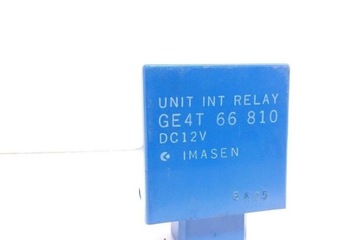 UNIT INT RELAY
GE4T 66 810
DC12V
IMASEN